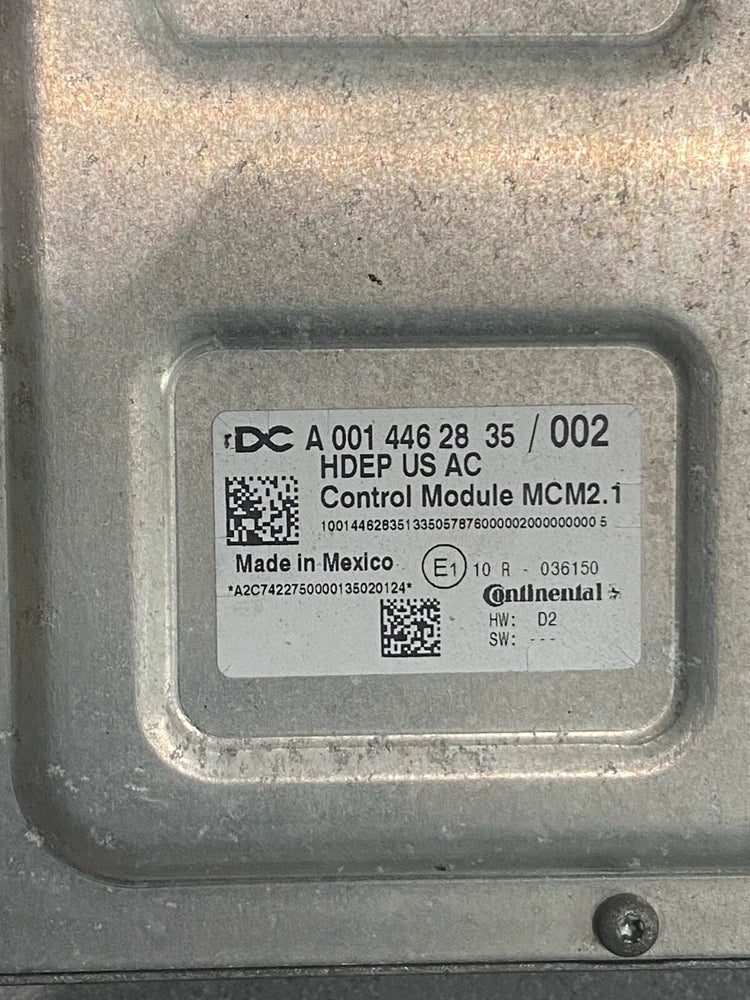 DC A 001 446 28 35 / 002
HDEP US AC
Control Module MCM2.1
10014462835133505787600000200000000 5
Made in Mexico E1 10 R - 036150
*A2C7422750000135020124*
Continental
HW: D2
SW: ---